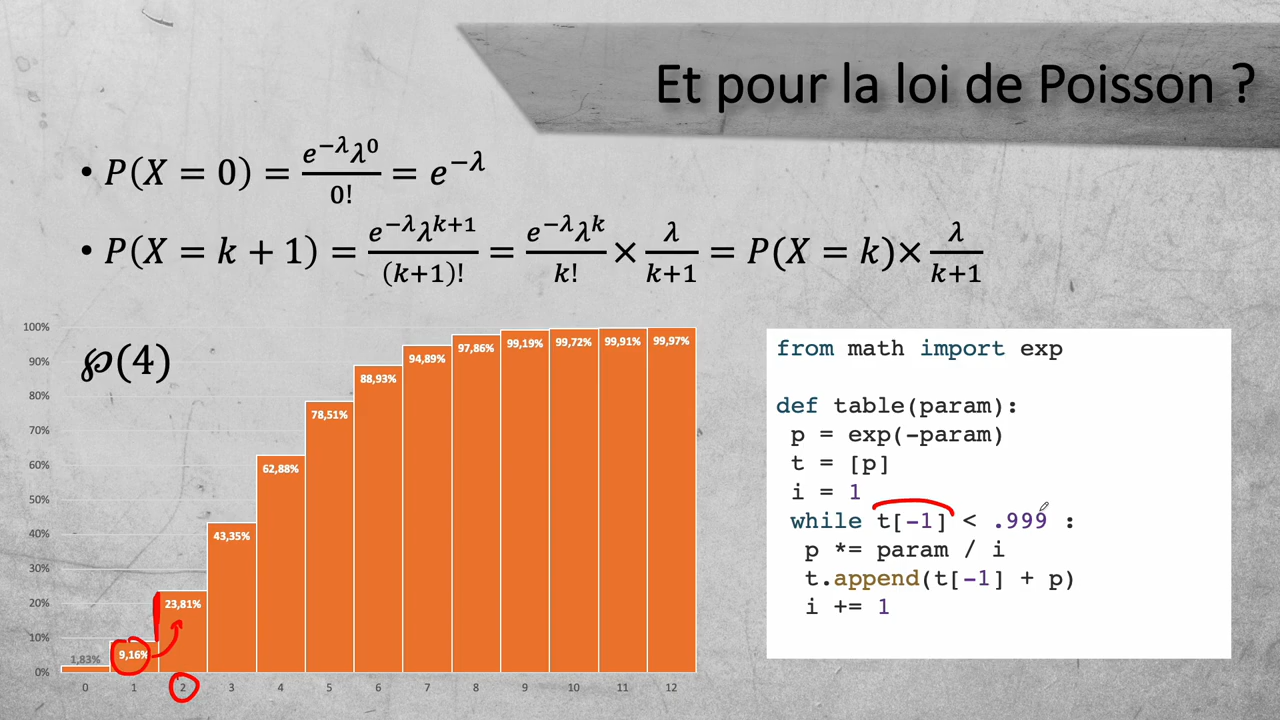 Et pour la loi de Poisson ?
• P(X = 0) = e^{-λ}λ^0 / 0! = e^{-λ}
• P(X = k + 1) = e^{-λ}λ^{k+1} / (k+1)! = e^{-λ}λ^k / k! × λ / k+1 = P(X = k)× λ / k+1
℘(4)
100%
90%
80%
70%
60%
50%
40%
30%
20%
10%
0%
1,83% 9,16% 23,81% 43,35% 62,88% 78,51% 88,93% 94,89% 97,86% 99,19% 99,72% 99,91% 99,97%
0 1 2 3 4 5 6 7 8 9 10 11 12
from math import exp
def table(param):
p = exp(-param)
t = [p]
i = 1
while t[-1] < .999 :
p *= param / i
t.append(t[-1] + p)
i += 1